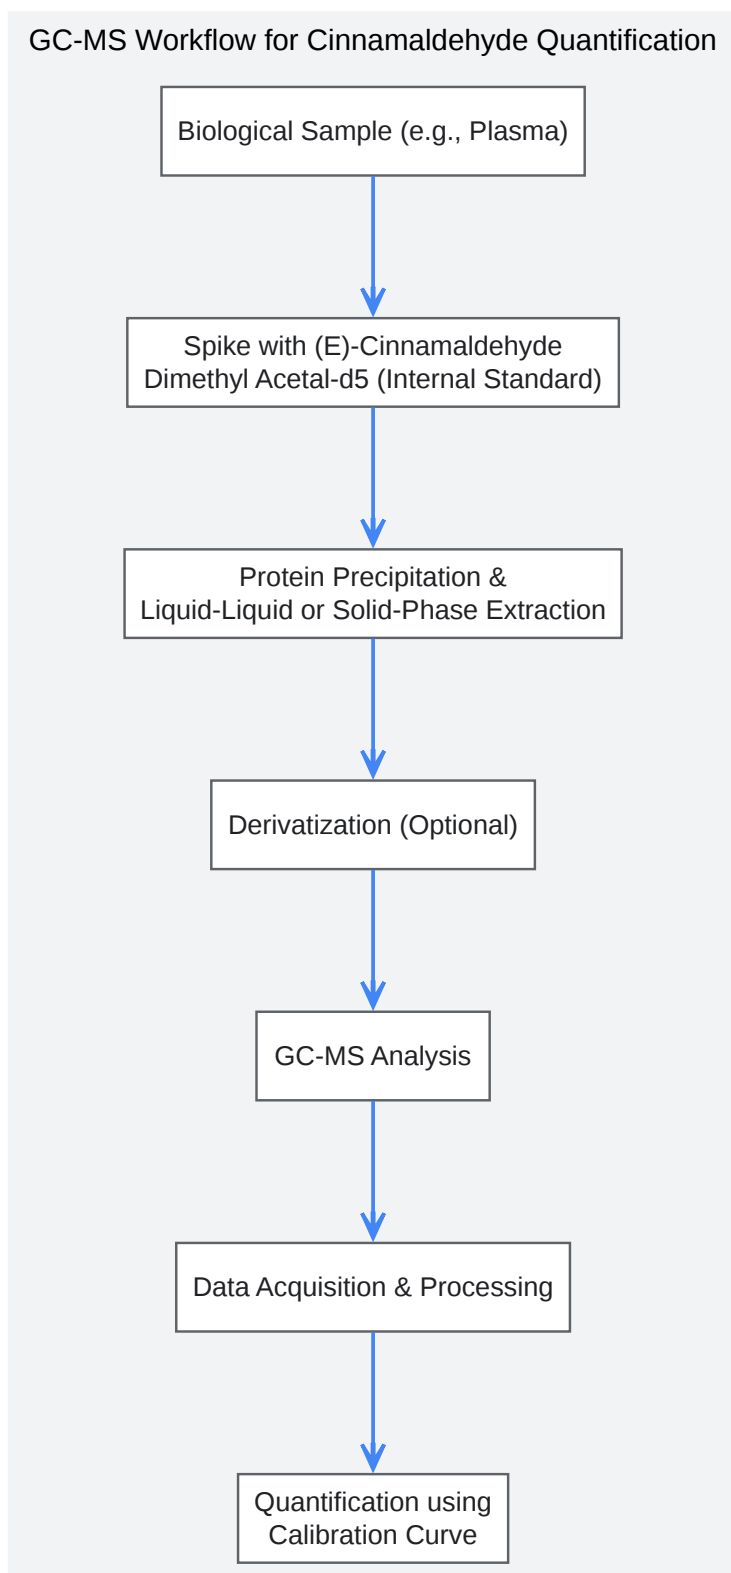 GC-MS Workflow for Cinnamaldehyde Quantification
Biological Sample (e.g., Plasma)
Spike with (E)-Cinnamaldehyde
Dimethyl Acetal-d5 (Internal Standard)
Protein Precipitation &
Liquid-Liquid or Solid-Phase Extraction
Derivatization (Optional)
GC-MS Analysis
Data Acquisition & Processing
Quantification using
Calibration Curve